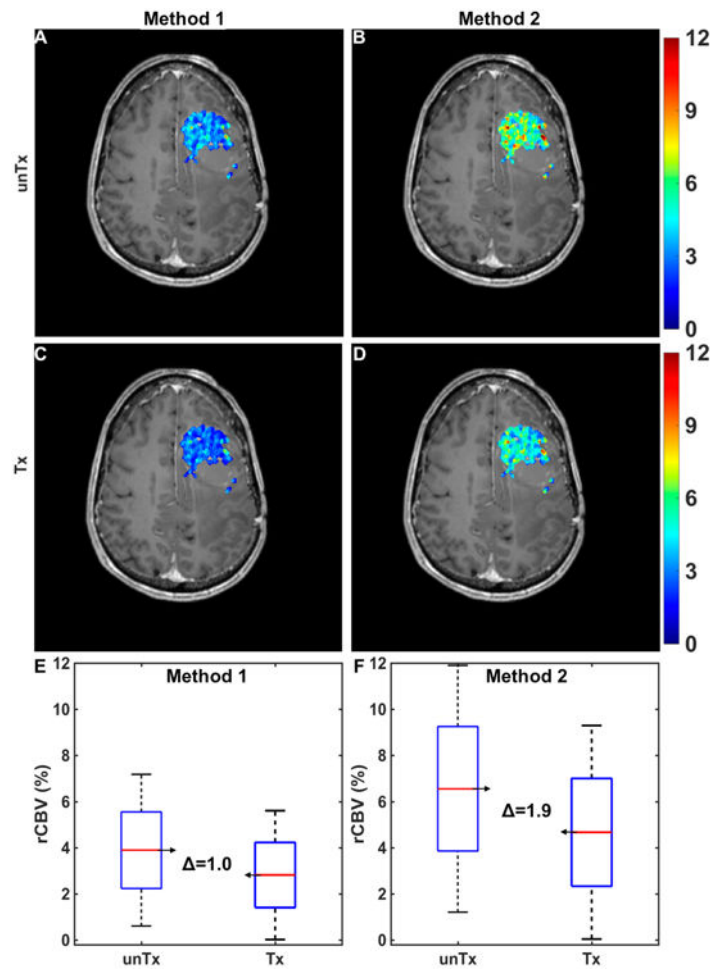 Method 1 Method 2
A B 12
9
unTx 6
3
0
C D 12
9
Tx 6
3
0
E Method 1 F Method 2
12 12
10 10
8 8
rCBV (%) 6 rCBV (%) 6
Δ=1.0 Δ=1.9
4 4
2 2
0 0
unTx Tx unTx Tx